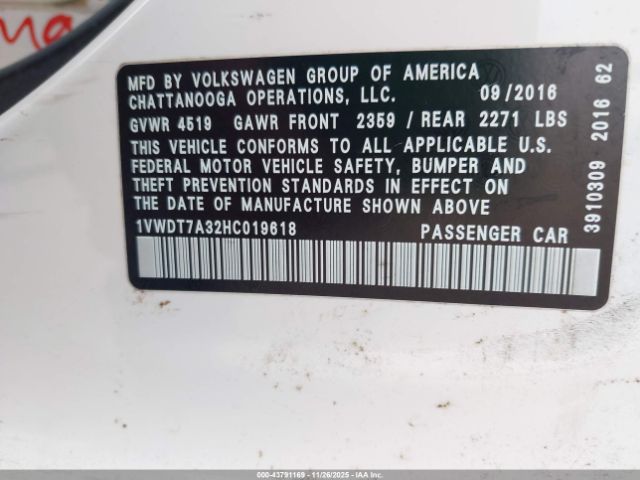 MFD BY VOLKSWAGEN GROUP OF AMERICA
CHATTANOOGA OPERATIONS, LLC. 09/2016
GVWR 4519 GAWR FRONT 2359 / REAR 2271 LBS
THIS VEHICLE CONFORMS TO ALL APPLICABLE U.S.
FEDERAL MOTOR VEHICLE SAFETY, BUMPER AND
THEFT PREVENTION STANDARDS IN EFFECT ON
THE DATE OF MANUFACTURE SHOWN ABOVE
1VWDT7A32HC019618 PASSENGER CAR
3910309 2016 62
000-43791169 - 11/26/2025 - IAAI.COM